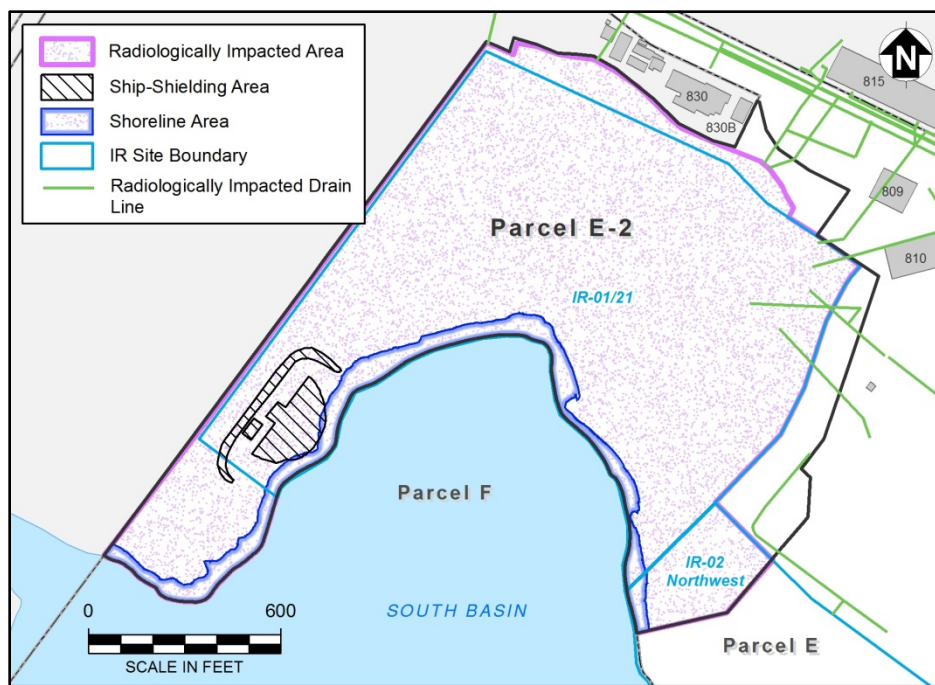 Radiologically Impacted Area
Ship-Shielding Area
Shoreline Area
IR Site Boundary
Radiologically Impacted Drain
Line
N
815
830
830B
809
810
Parcel E-2
IR-01/21
Parcel F
IR-02
Northwest
SOUTH BASIN
Parcel E
0 600
SCALE IN FEET